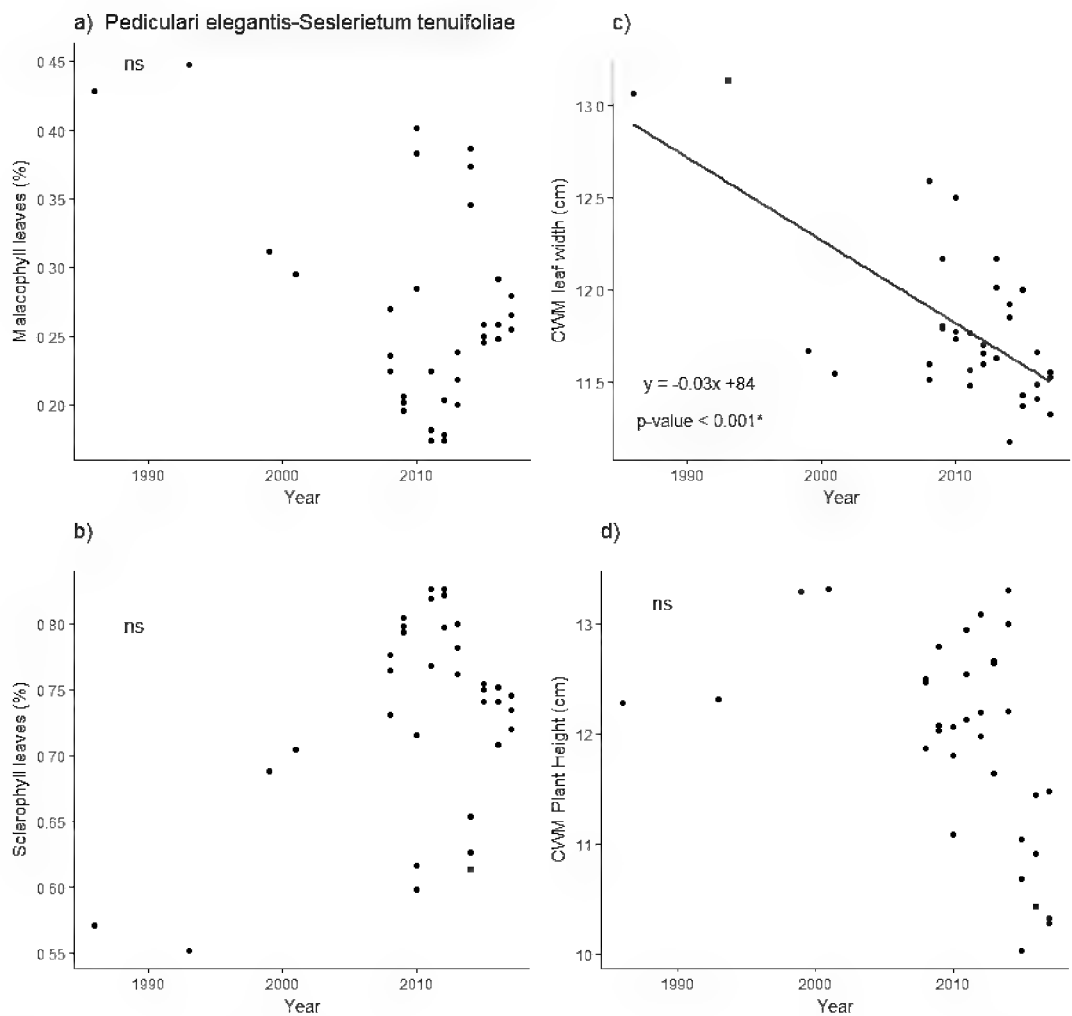 a) Pediculari elegantis-Seslerietum tenuifoliae
ns
Malacophyll leaves (%)
0 45
0 40
0 35
0 30
0 25
0 20
1990 2000 2010
Year
c)
CWM leaf width (cm)
13 0
12 5
12 0
11 5
y = -0.03x +84
p-value < 0.001*
1990 2000 2010
Year
b)
ns
Sclerophyll leaves (%)
0 80
0 75
0 70
0 65
0 60
0 55
1990 2000 2010
Year
d)
ns
CWM Plant Height (cm)
13
12
11
10
1990 2000 2010
Year